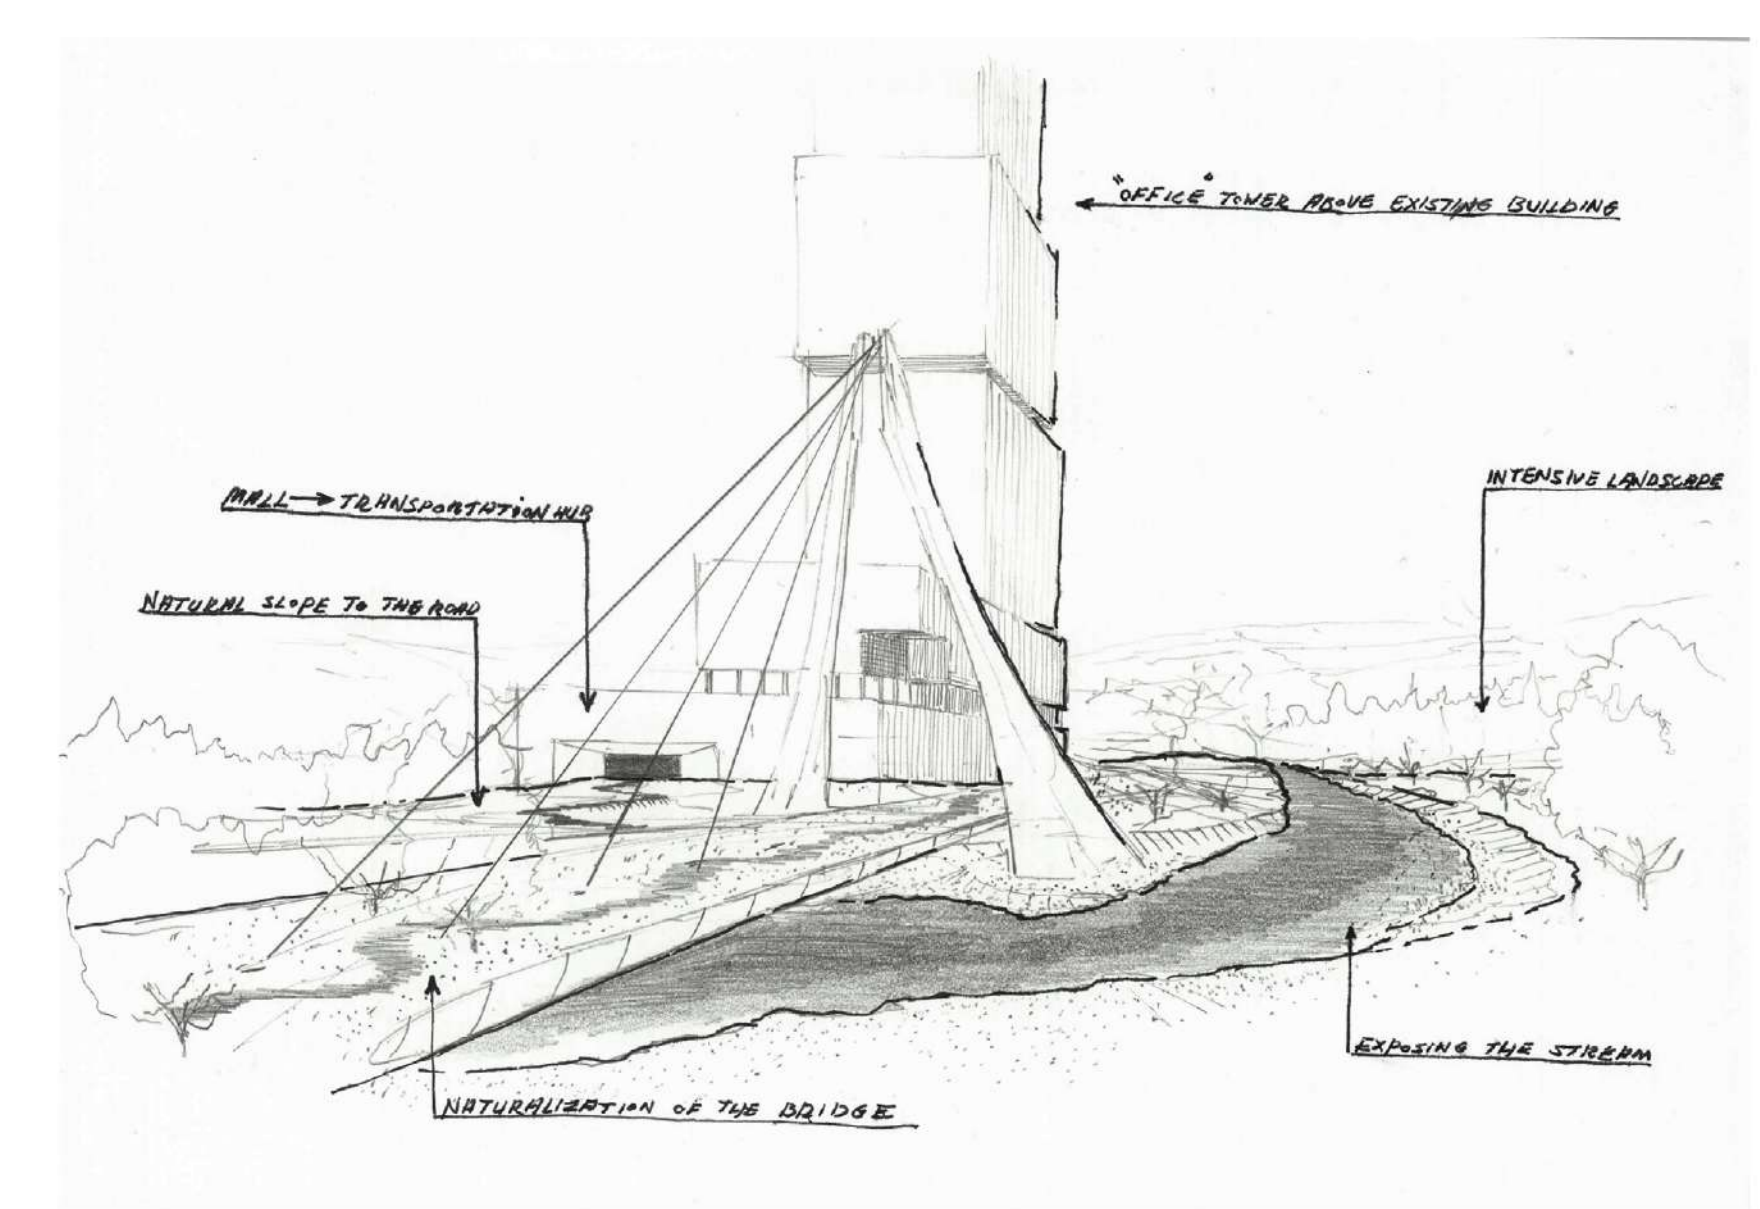 "OFFICE" TOWER ABOVE EXISTING BUILDING
INTENSIVE LANDSCAPE
MALL → TRANSPORTATION HUB
NATURAL SLOPE TO THE ROAD
EXPOSING THE STREAM
NATURALIZATION OF THE BRIDGE